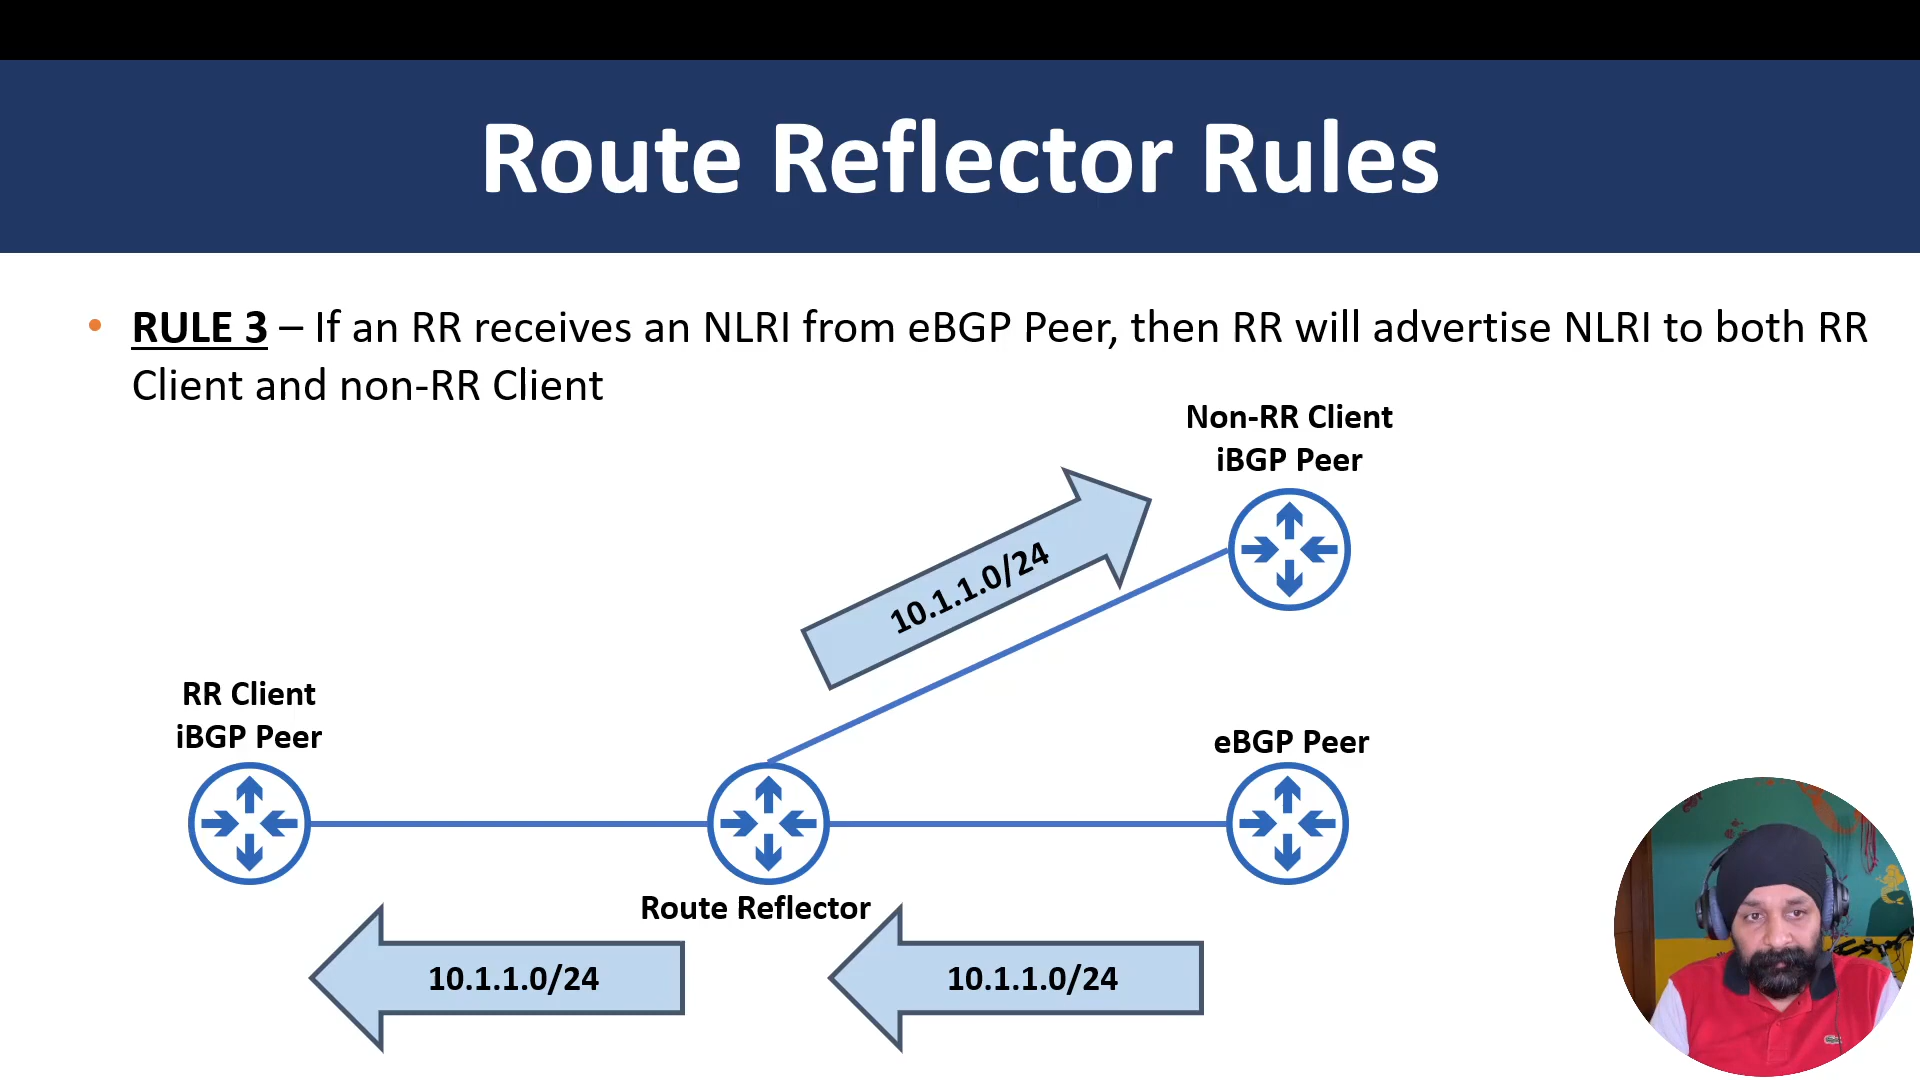 Route Reflector Rules
• RULE 3 – If an RR receives an NLRI from eBGP Peer, then RR will advertise NLRI to both RR
Client and non-RR Client
Non-RR Client
iBGP Peer
10.1.1.0/24
RR Client
iBGP Peer
eBGP Peer
Route Reflector
10.1.1.0/24
10.1.1.0/24